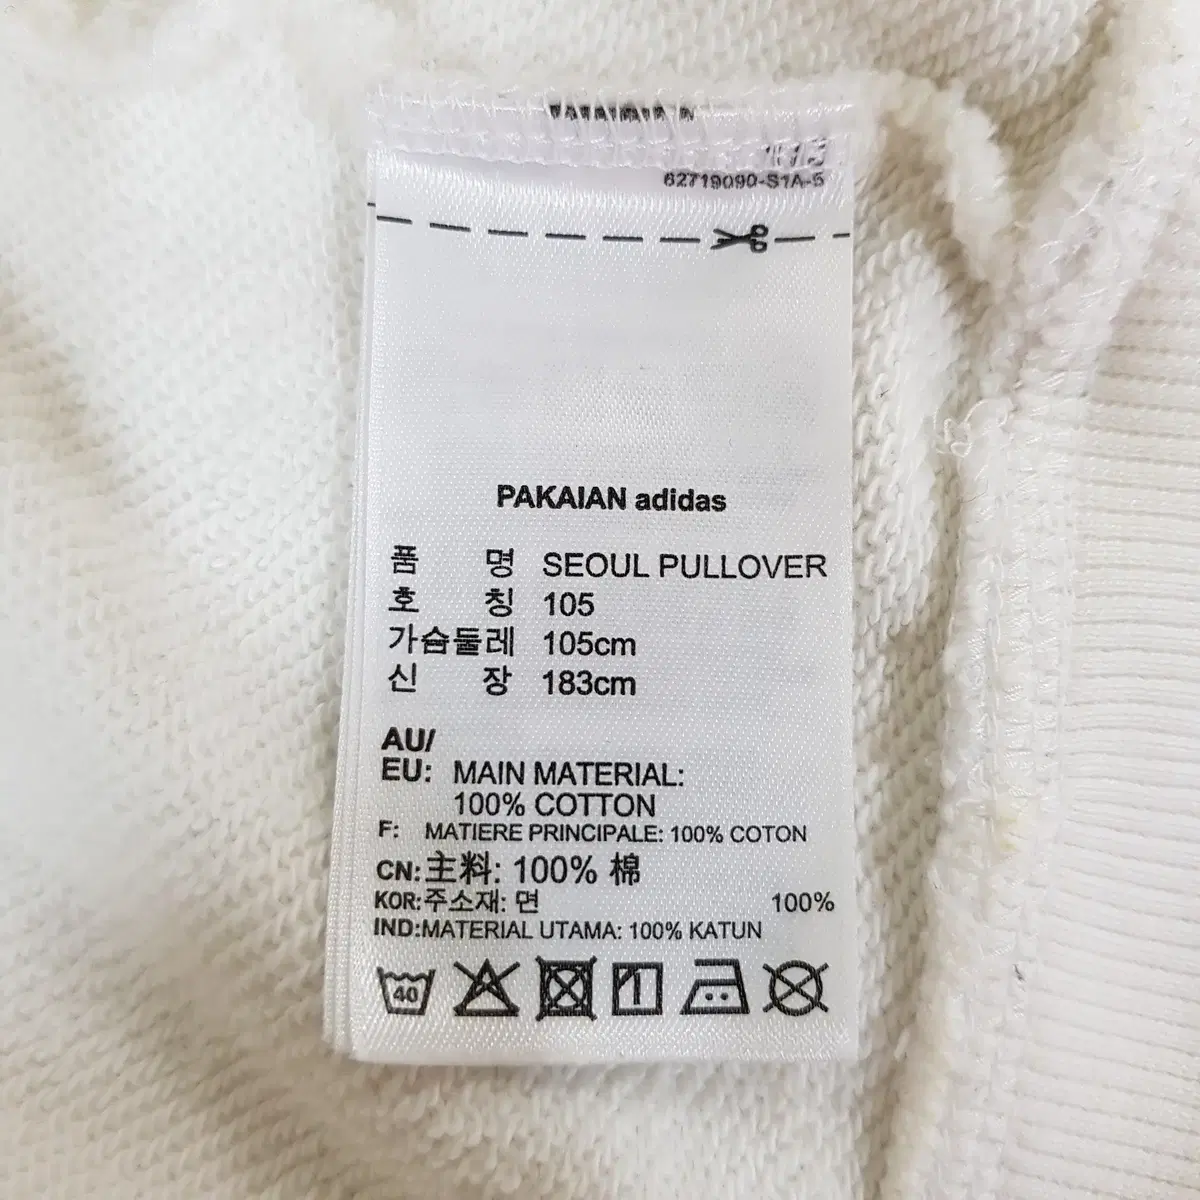 62719090-S1A-5
PAKAIAN adidas
품 명 SEOUL PULLOVER
호 칭 105
가슴둘레 105cm
신 장 183cm
AU/
EU: MAIN MATERIAL:
100% COTTON
F: MATIERE PRINCIPALE: 100% COTON
CN:主料: 100% 棉
KOR:주소재: 면 100%
IND:MATERIAL UTAMA: 100% KATUN
40